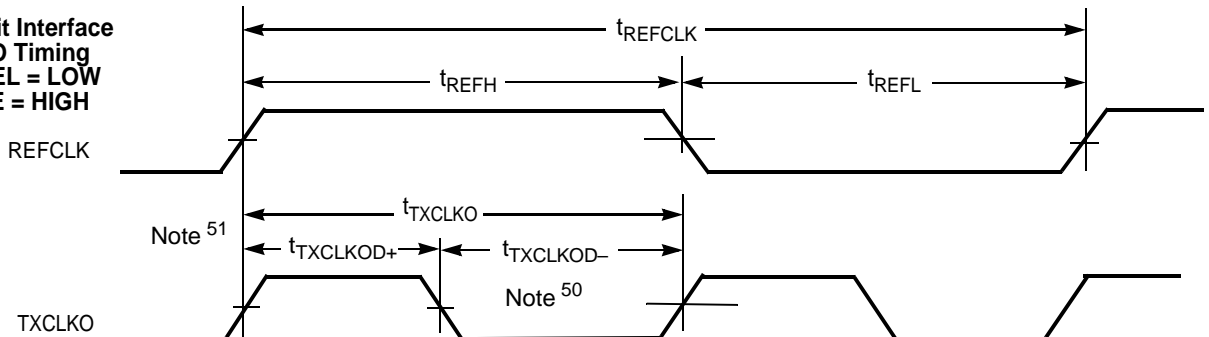 it Interface
Timing
EL = LOW
E = HIGH
tREFCLK
tREFH
tREFL
REFCLK
tTXCLKO
Note 51
tTXCLKOD+
tTXCLKOD–
Note 50
TXCLKO